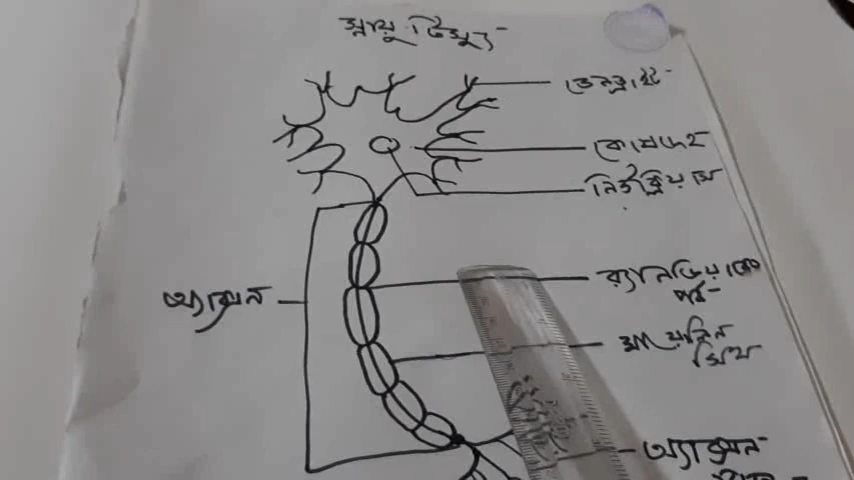 স্নায়ু টিস্যু
ডেনড্রাইট
কোষদেহ
নিউক্লিয়াস
র‍্যানভিয়ারের
পর্ব
অ্যাক্সন
মায়েলিন
সিথ
অ্যাক্সন